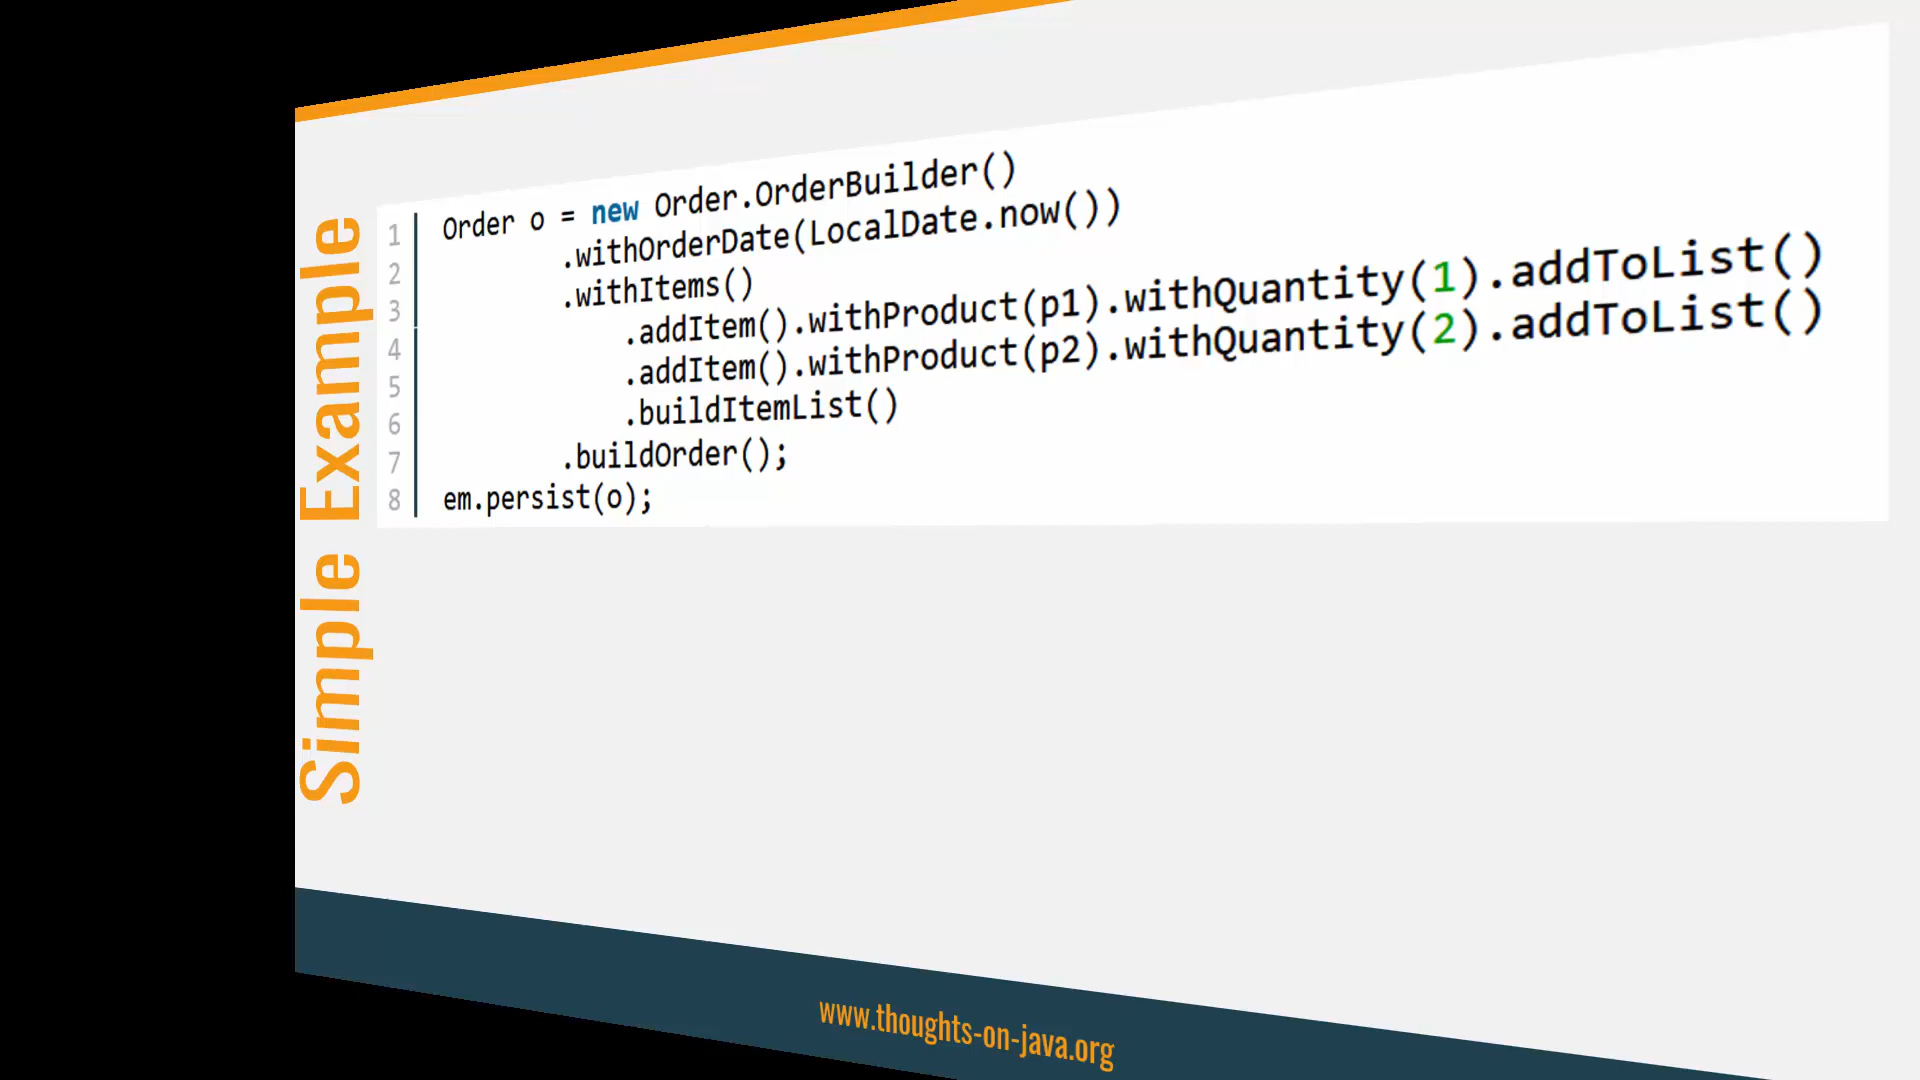 Simple Example
1 Order o = new Order.OrderBuilder()
2 .withOrderDate(LocalDate.now())
3 .withItems()
4 .addItem().withProduct(p1).withQuantity(1).addToList()
5 .addItem().withProduct(p2).withQuantity(2).addToList()
6 .buildItemList()
7 .buildOrder();
8 em.persist(o);
www.thoughts-on-java.org